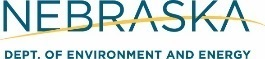 NEBRASKA
DEPT. OF ENVIRONMENT AND ENERGY